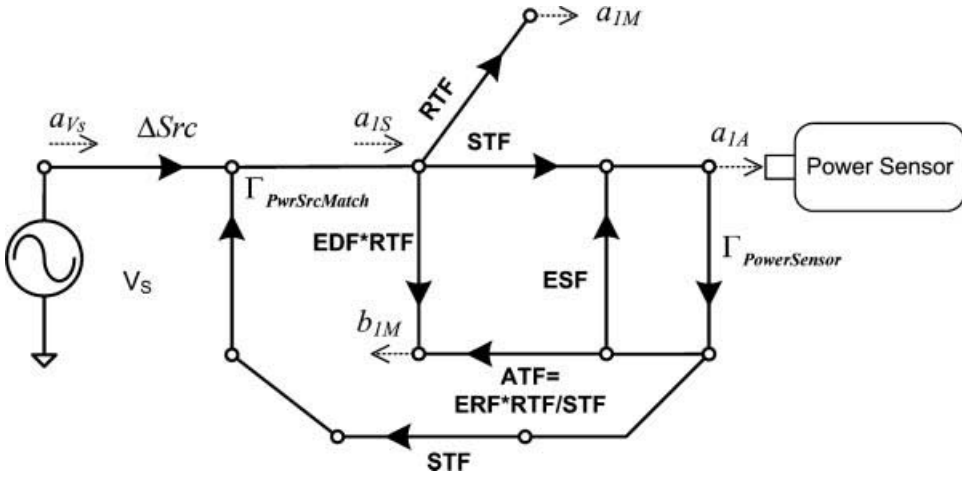 a1M
RTF
aVs
ΔSrc
a1S
STF
a1A
Power Sensor
ΓPwrSrcMatch
EDF*RTF
ΓPowerSensor
VS
ESF
b1M
ATF=
ERF*RTF/STF
STF